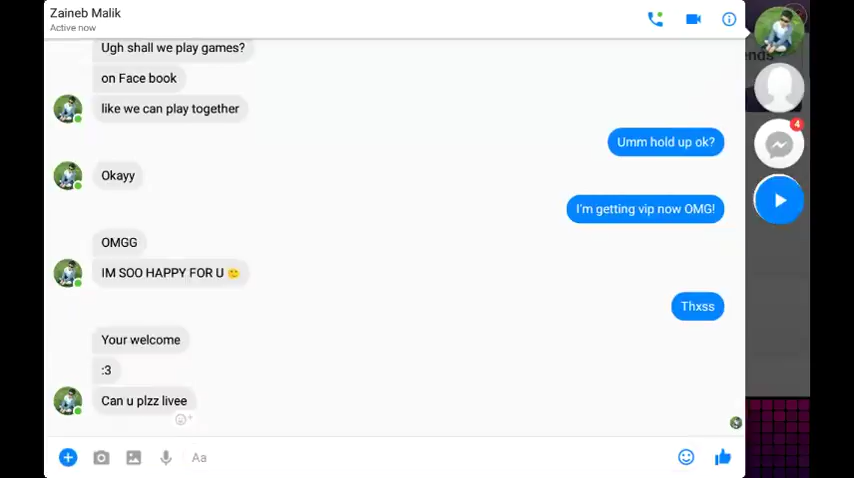 Zaineb Malik
Active now
Ugh shall we play games?
on Face book
like we can play together
Umm hold up ok?
Okayy
I'm getting vip now OMG!
OMGG
IM SOO HAPPY FOR U
Thxss
Your welcome
:3
Can u plzz livee
Aa
ends
4